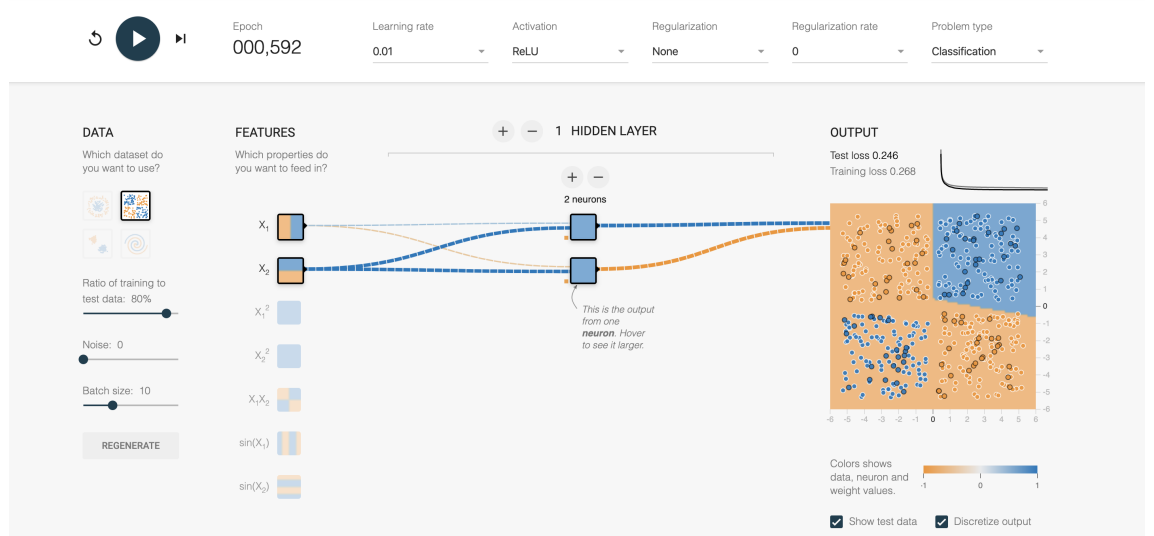 Epoch
000,592
Learning rate
0.01
Activation
ReLU
Regularization
None
Regularization rate
0
Problem type
Classification
DATA
Which dataset do
you want to use?
Ratio of training to
test data: 80%
Noise: 0
Batch size: 10
REGENERATE
FEATURES
Which properties do
you want to feed in?
X₁
X₂
X₁²
X₂²
X₁X₂
sin(X₁)
sin(X₂)
+ − 1 HIDDEN LAYER
+ −
2 neurons
This is the output
from one
neuron. Hover
to see it larger.
OUTPUT
Test loss 0.246
Training loss 0.268
6
5
4
3
2
1
0
-1
-2
-3
-4
-5
-6
-6 -5 -4 -3 -2 -1 0 1 2 3 4 5 6
Colors shows
data, neuron and
weight values.
-1 0 1
Show test data
Discretize output